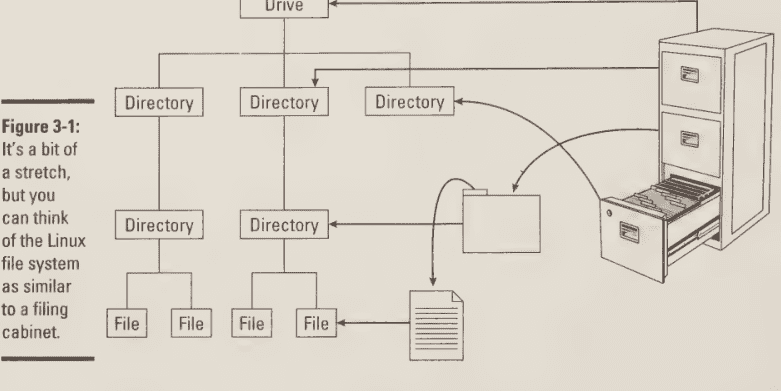 Drive
Directory
Directory
Directory
Figure 3-1:
It's a bit of
a stretch,
but you
can think
of the Linux
file system
as similar
to a filing
cabinet.
Directory
Directory
File
File
File
File